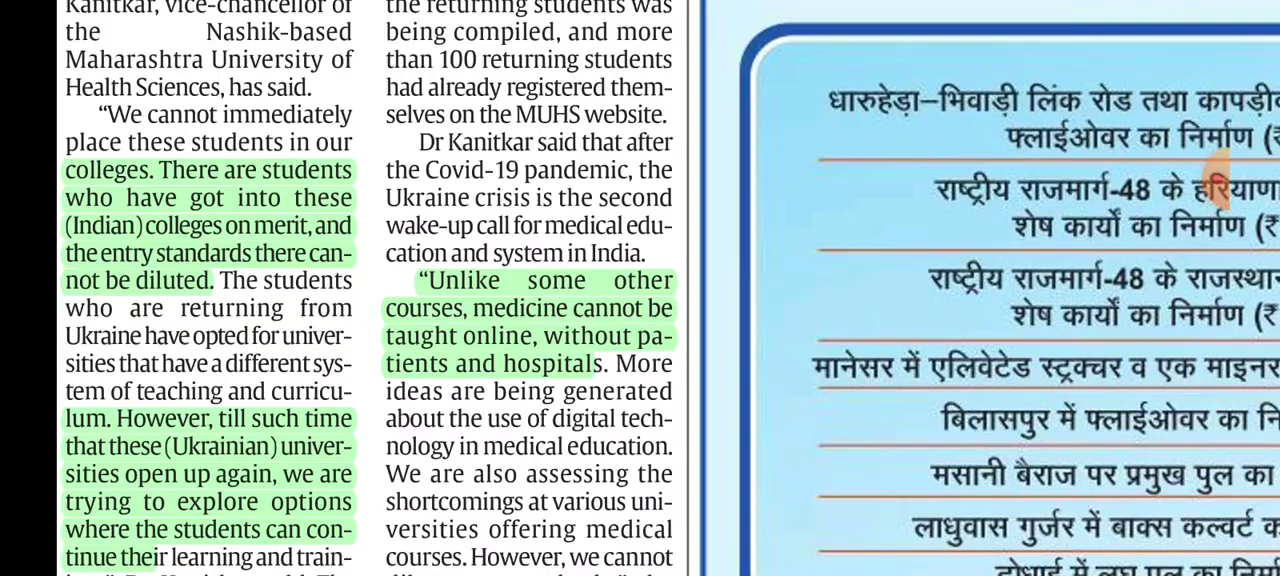 Kanitkar, vice-chancellor of
the Nashik-based
Maharashtra University of
Health Sciences, has said.
“We cannot immediately
place these students in our
colleges. There are students
who have got into these
(Indian) colleges on merit, and
the entry standards there can-
not be diluted. The students
who are returning from
Ukraine have opted for univer-
sities that have a different sys-
tem of teaching and curricu-
lum. However, till such time
that these (Ukrainian) univer-
sities open up again, we are
trying to explore options
where the students can con-
tinue their learning and train-
the returning students was
being compiled, and more
than 100 returning students
had already registered them-
selves on the MUHS website.
Dr Kanitkar said that after
the Covid-19 pandemic, the
Ukraine crisis is the second
wake-up call for medical edu-
cation and system in India.
“Unlike some other
courses, medicine cannot be
taught online, without pa-
tients and hospitals. More
ideas are being generated
about the use of digital tech-
nology in medical education.
We are also assessing the
shortcomings at various uni-
versities offering medical
courses. However, we cannot
धारुहेड़ा–भिवाड़ी लिंक रोड तथा कापड़ी
फ्लाईओवर का निर्माण (₹
राष्ट्रीय राजमार्ग-48 के हरियाणा
शेष कार्यों का निर्माण (₹
राष्ट्रीय राजमार्ग-48 के राजस्थान
शेष कार्यों का निर्माण (₹
मानेसर में एलिवेटेड स्ट्रक्चर व एक माइनर
बिलासपुर में फ्लाईओवर का नि
मसानी बैराज पर प्रमुख पुल का
लाधुवास गुर्जर में बाक्स कल्वर्ट क